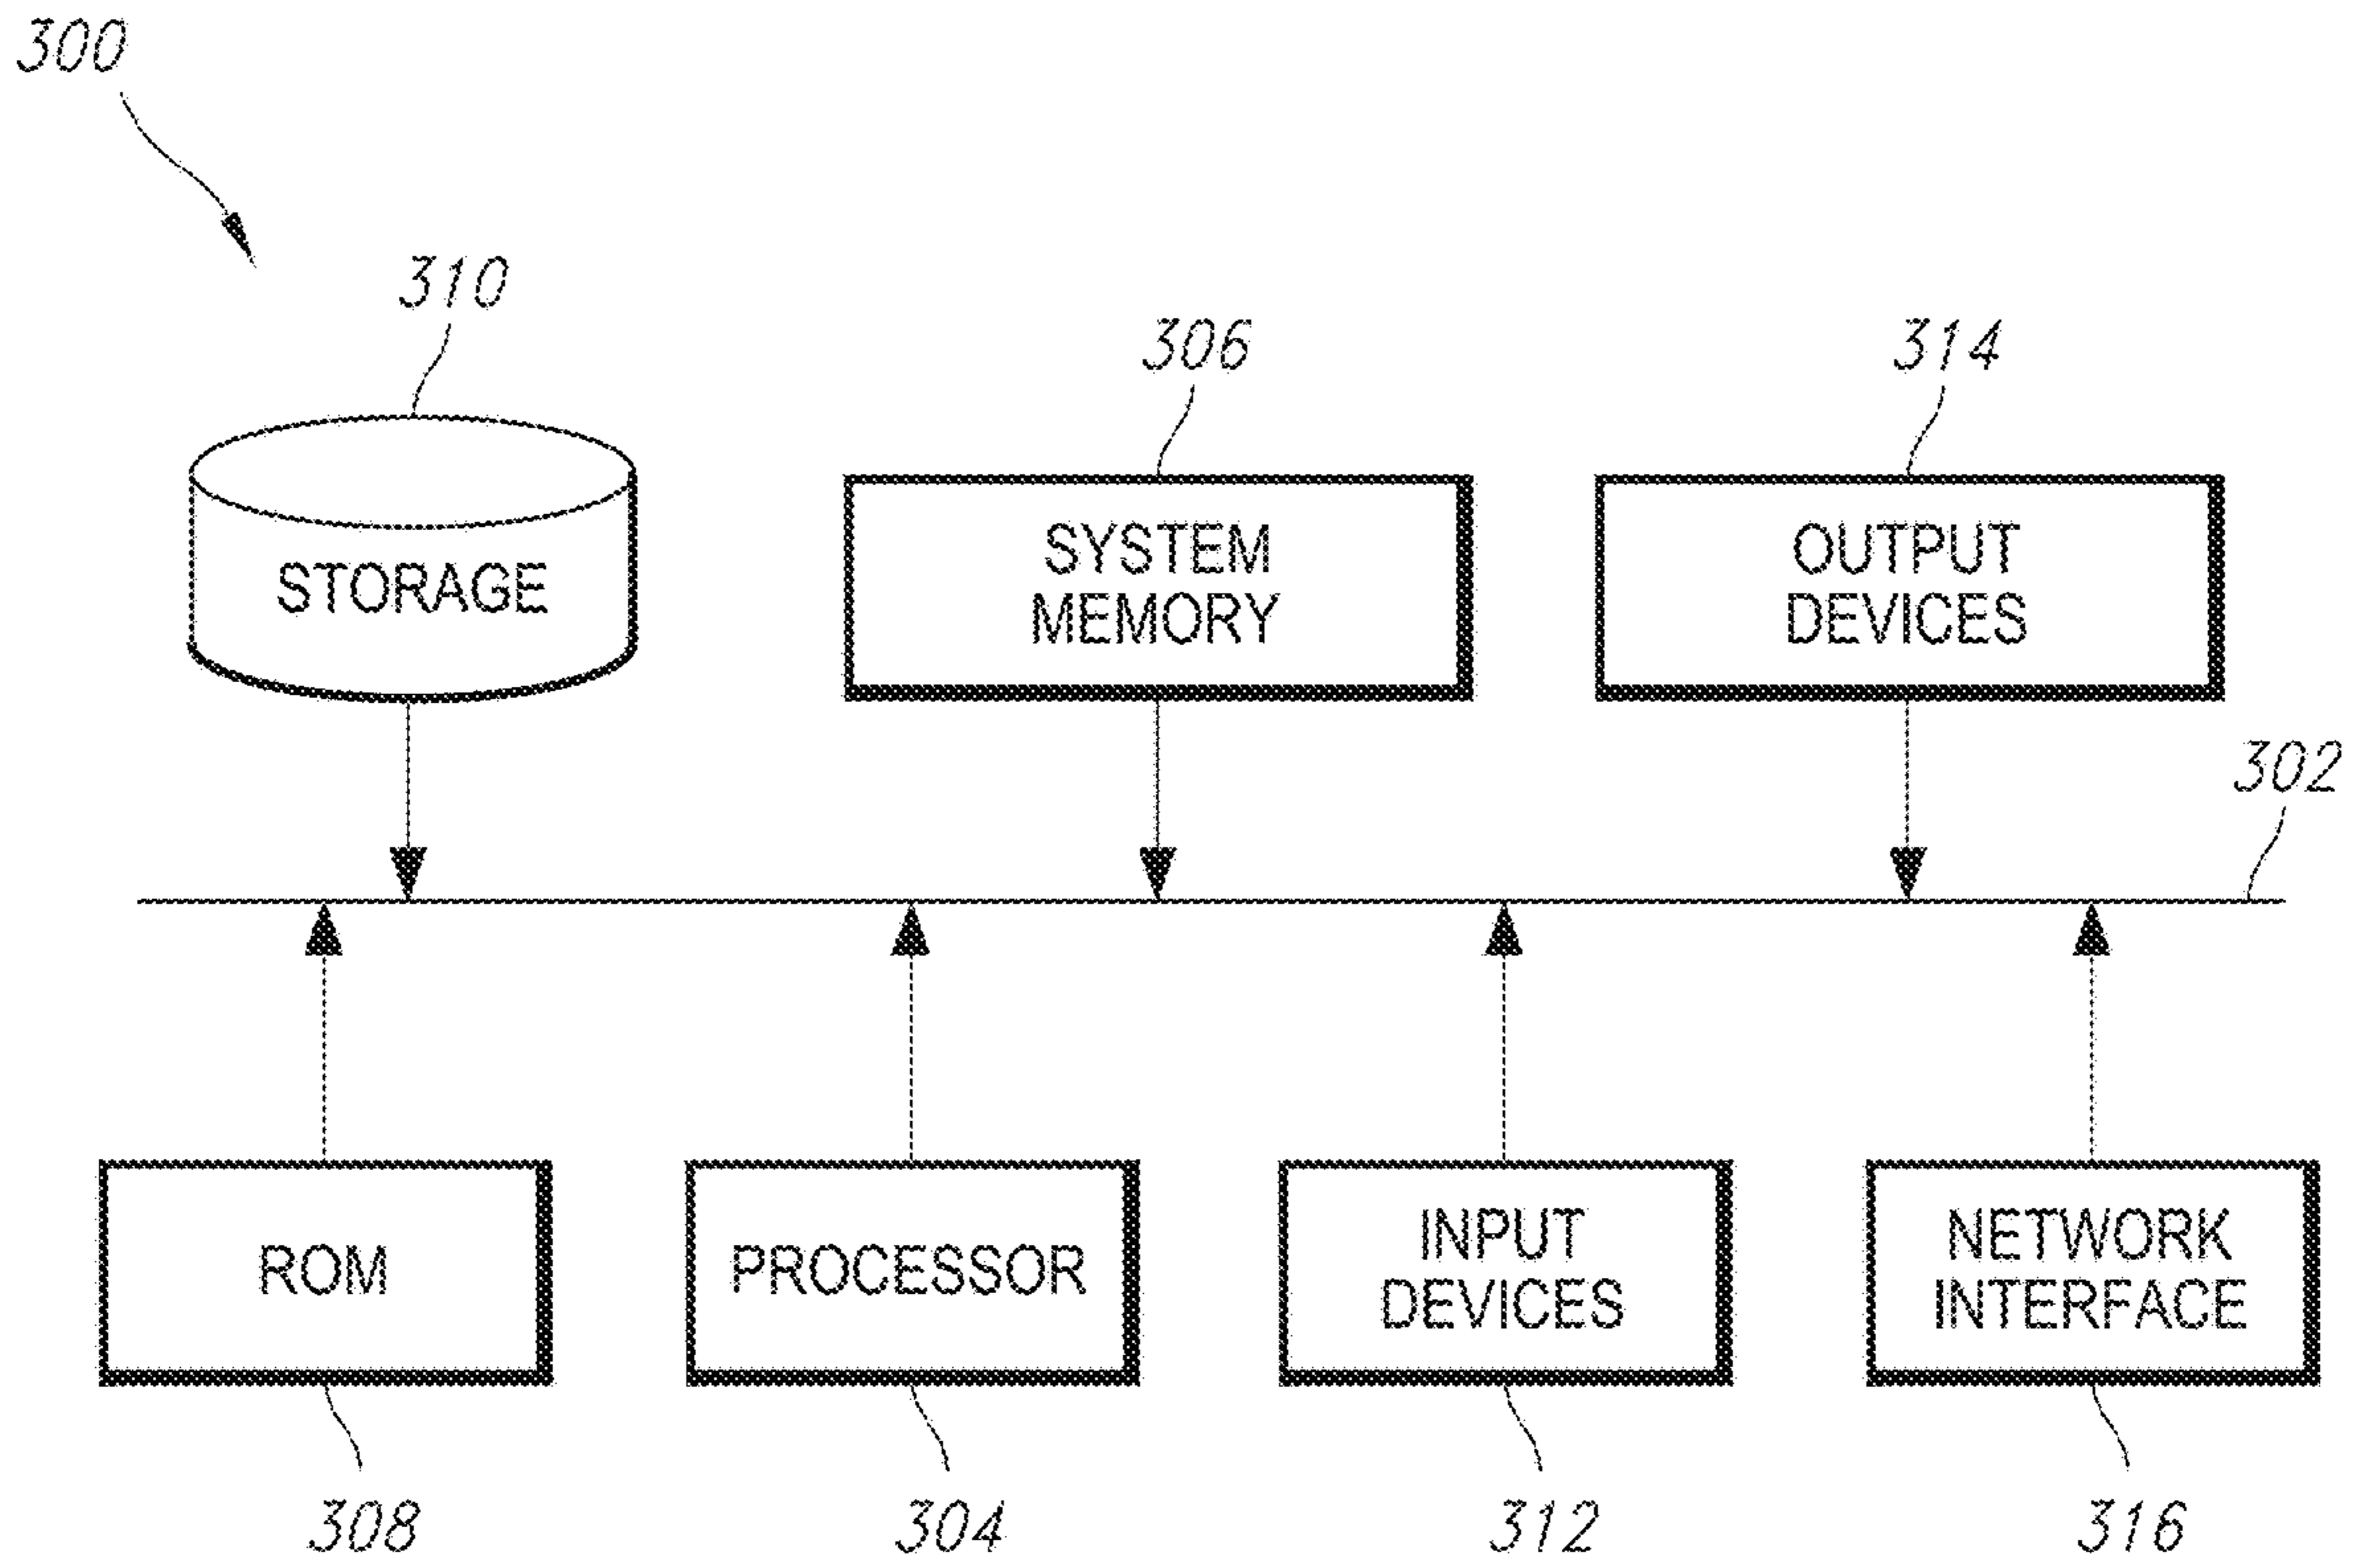 300
310
306
314
STORAGE
SYSTEM
MEMORY
OUTPUT
DEVICES
302
ROM
PROCESSOR
INPUT
DEVICES
NETWORK
INTERFACE
308
304
312
316